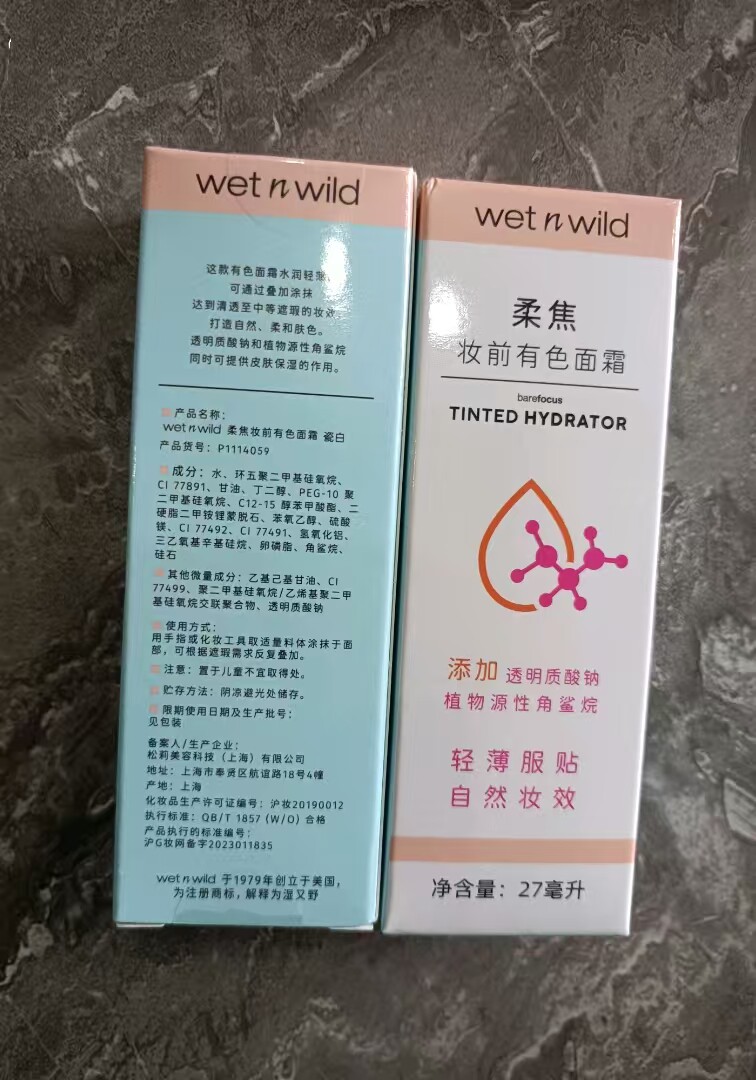 wet n wild
这款有色面霜水润轻薄，
可通过叠加涂抹
达到清透至中等遮瑕的妆效，
打造自然、柔和肤色。
透明质酸钠和植物源性角鲨烷
同时可提供皮肤保湿的作用。
产品名称：
wet n wild 柔焦妆前有色面霜 瓷白
产品货号：P1114059
成分：水、环五聚二甲基硅氧烷、
CI 77891、甘油、丁二醇、PEG-10 聚
二甲基硅氧烷、C12-15 醇苯甲酸酯、二
硬脂二甲铵锂蒙脱石、苯氧乙醇、硫酸
镁、CI 77492、CI 77491、氢氧化铝、
三乙氧基辛基硅烷、卵磷脂、角鲨烷、
硅石
其他微量成分：乙基己基甘油、CI
77499、聚二甲基硅氧烷/乙烯基聚二甲
基硅氧烷交联聚合物、透明质酸钠
使用方式：
用手指或化妆工具取适量料体涂抹于面
部，可根据遮瑕需求反复叠加。
注意：置于儿童不宜取得处。
贮存方法：阴凉避光处储存。
限期使用日期及生产批号：
见包装
备案人/生产企业：
松莉美容科技（上海）有限公司
地址：上海市奉贤区航谊路18号4幢
产地：上海
化妆品生产许可证编号：沪妆20190012
执行标准：QB/T 1857 (W/O) 合格
产品执行的标准编号：
沪G妆网备字2023011835
wet n wild 于1979年创立于美国，
为注册商标，解释为湿又野
wet n wild
柔焦
妆前有色面霜
barefocus
TINTED HYDRATOR
添加 透明质酸钠
植物源性角鲨烷
轻薄服贴
自然妆效
净含量：27毫升